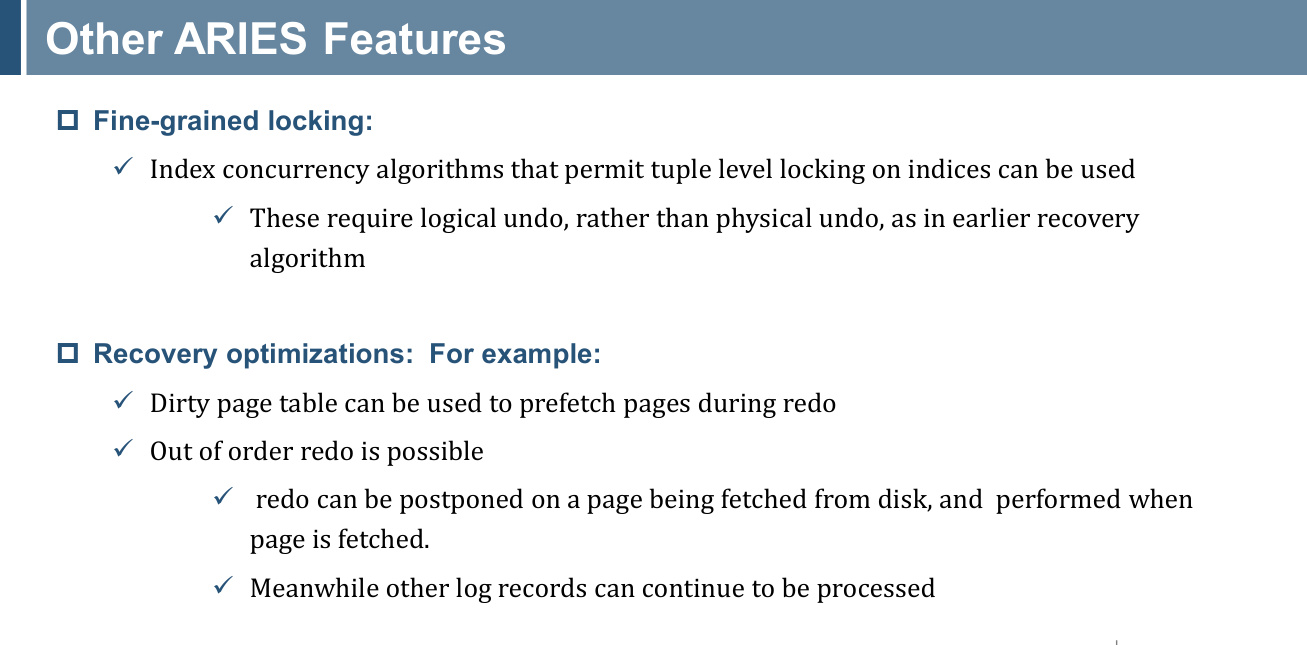 Other ARIES Features
Fine-grained locking:
Index concurrency algorithms that permit tuple level locking on indices can be used
These require logical undo, rather than physical undo, as in earlier recovery
algorithm
Recovery optimizations:  For example:
Dirty page table can be used to prefetch pages during redo
Out of order redo is possible
redo can be postponed on a page being fetched from disk, and  performed when
page is fetched.
Meanwhile other log records can continue to be processed